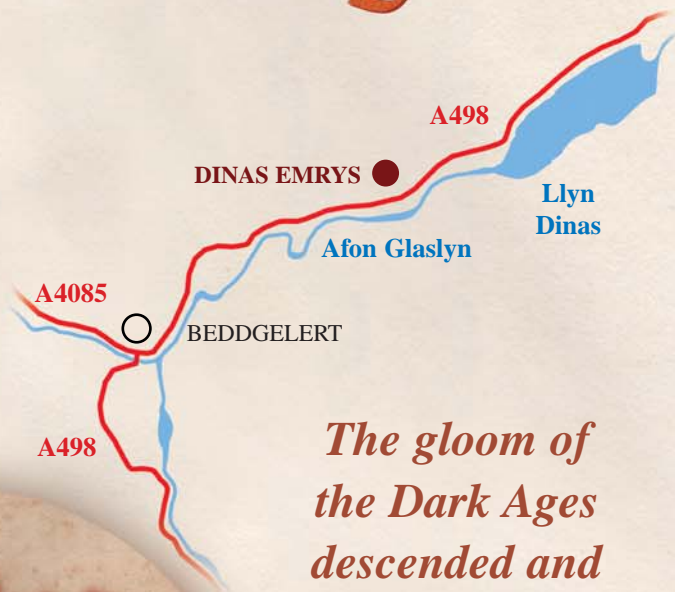 A498
DINAS EMRYS
Llyn
Dinas
Afon Glaslyn
A4085
BEDDGELERT
A498
The gloom of
the Dark Ages
descended and